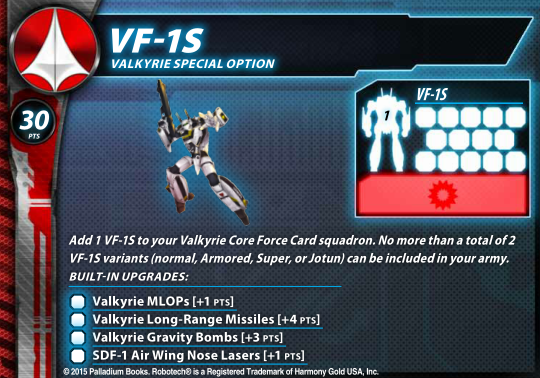 VF-1S
VALKYRIE SPECIAL OPTION
30
PTS
VF-1S
1
Add 1 VF-1S to your Valkyrie Core Force Card squadron. No more than a total of 2
VF-1S variants (normal, Armored, Super, or Jotun) can be included in your army.
BUILT-IN UPGRADES:
Valkyrie MLOPs [+1 PTS]
Valkyrie Long-Range Missiles [+4 PTS]
Valkyrie Gravity Bombs [+3 PTS]
SDF-1 Air Wing Nose Lasers [+1 PTS]
© 2015 Palladium Books. Robotech® is a Registered Trademark of Harmony Gold USA, Inc.